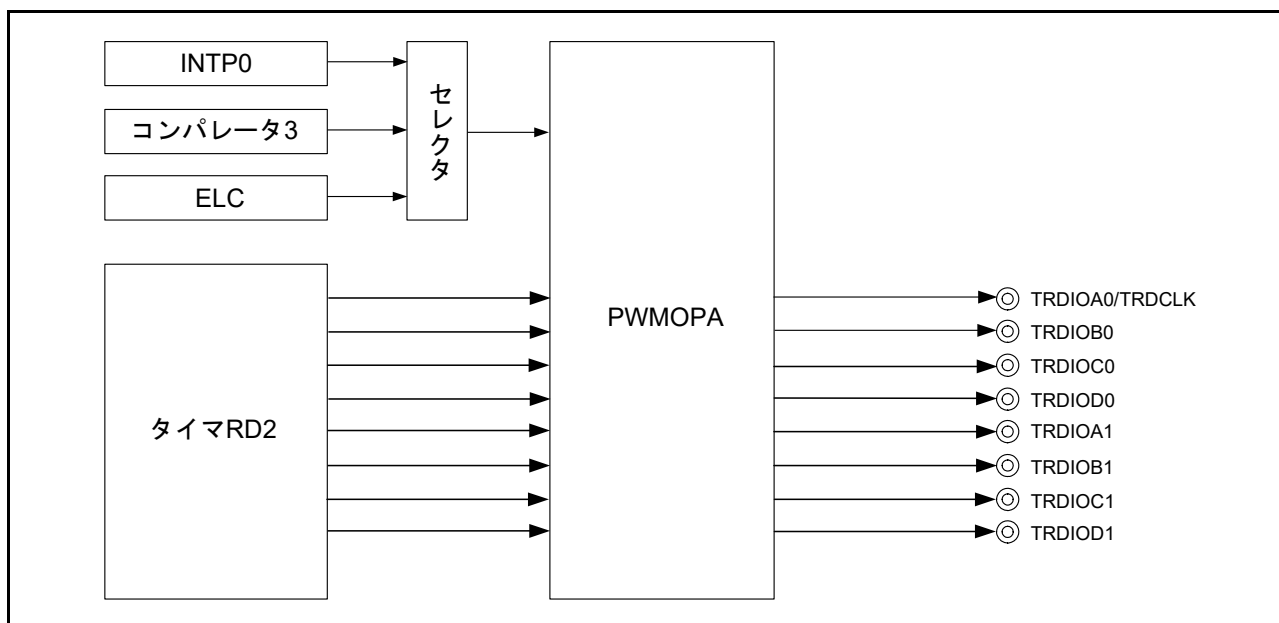 INTP0
コンパレータ3
ELC
セレクタ
タイマRD2
PWMOPA
TRDIOA0/TRDCLK
TRDIOB0
TRDIOC0
TRDIOD0
TRDIOA1
TRDIOB1
TRDIOC1
TRDIOD1